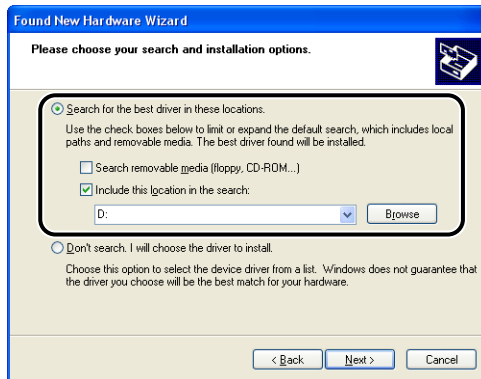 Found New Hardware Wizard
Please choose your search and installation options.
Search for the best driver in these locations.
Use the check boxes below to limit or expand the default search, which includes local
paths and removable media. The best driver found will be installed.
Search removable media (floppy, CD-ROM...)
Include this location in the search:
D:
Browse
Don't search. I will choose the driver to install.
Choose this option to select the device driver from a list. Windows does not guarantee that
the driver you choose will be the best match for your hardware.
< Back
Next >
Cancel